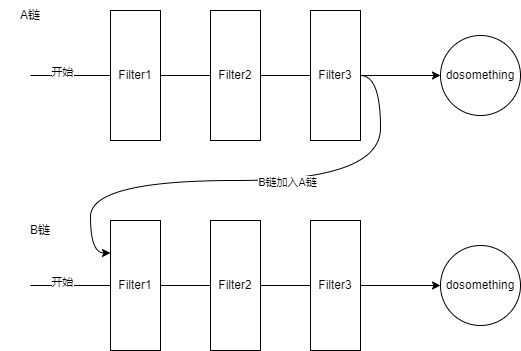 A链
开始
Filter1
Filter2
Filter3
dosomething
B链加入A链
B链
开始
Filter1
Filter2
Filter3
dosomething